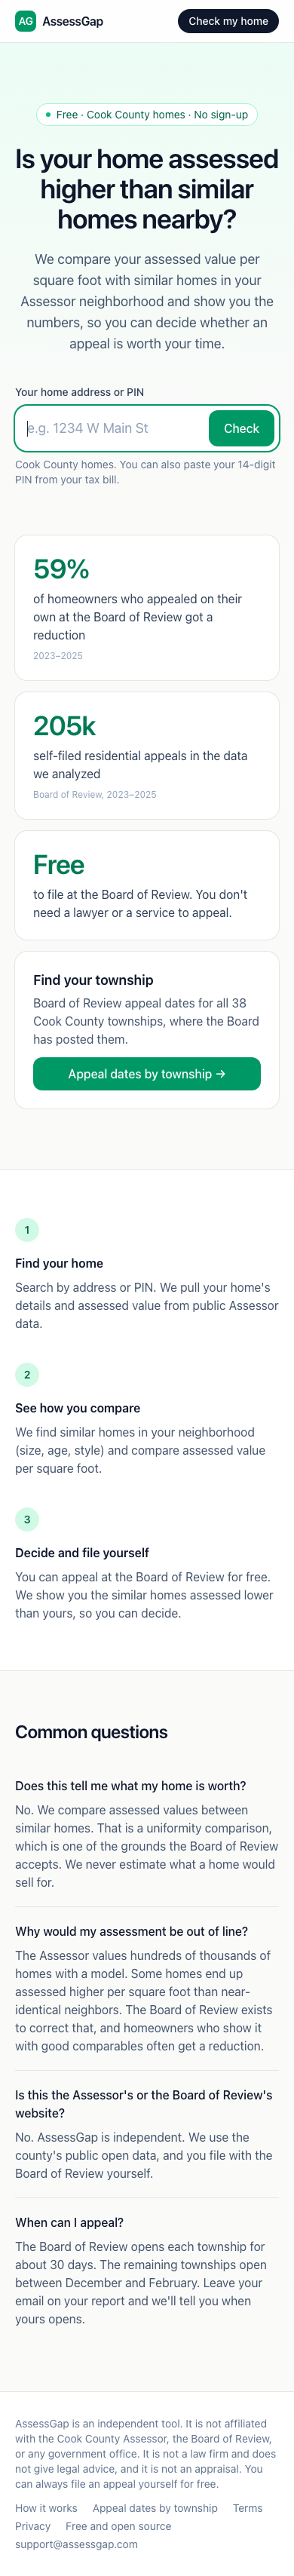 AG AssessGap Check my home
Free · Cook County homes · No sign-up
Is your home assessed
higher than similar
homes nearby?
We compare your assessed value per
square foot with similar homes in your
Assessor neighborhood and show you the
numbers, so you can decide whether an
appeal is worth your time.
Your home address or PIN
e.g. 1234 W Main St Check
Cook County homes. You can also paste your 14-digit
PIN from your tax bill.
59%
of homeowners who appealed on their
own at the Board of Review got a
reduction
2023–2025
205k
self-filed residential appeals in the data
we analyzed
Board of Review, 2023–2025
Free
to file at the Board of Review. You don't
need a lawyer or a service to appeal.
Find your township
Board of Review appeal dates for all 38
Cook County townships, where the Board
has posted them.
Appeal dates by township →
1
Find your home
Search by address or PIN. We pull your home's
details and assessed value from public Assessor
data.
2
See how you compare
We find similar homes in your neighborhood
(size, age, style) and compare assessed value
per square foot.
3
Decide and file yourself
You can appeal at the Board of Review for free.
We show you the similar homes assessed lower
than yours, so you can decide.
Common questions
Does this tell me what my home is worth?
No. We compare assessed values between
similar homes. That is a uniformity comparison,
which is one of the grounds the Board of Review
accepts. We never estimate what a home would
sell for.
Why would my assessment be out of line?
The Assessor values hundreds of thousands of
homes with a model. Some homes end up
assessed higher per square foot than near-
identical neighbors. The Board of Review exists
to correct that, and homeowners who show it
with good comparables often get a reduction.
Is this the Assessor's or the Board of Review's
website?
No. AssessGap is independent. We use the
county's public open data, and you file with the
Board of Review yourself.
When can I appeal?
The Board of Review opens each township for
about 30 days. The remaining townships open
between December and February. Leave your
email on your report and we'll tell you when
yours opens.
AssessGap is an independent tool. It is not affiliated
with the Cook County Assessor, the Board of Review,
or any government office. It is not a law firm and does
not give legal advice, and it is not an appraisal. You
can always file an appeal yourself for free.
How it works Appeal dates by township Terms
Privacy Free and open source
support@assessgap.com